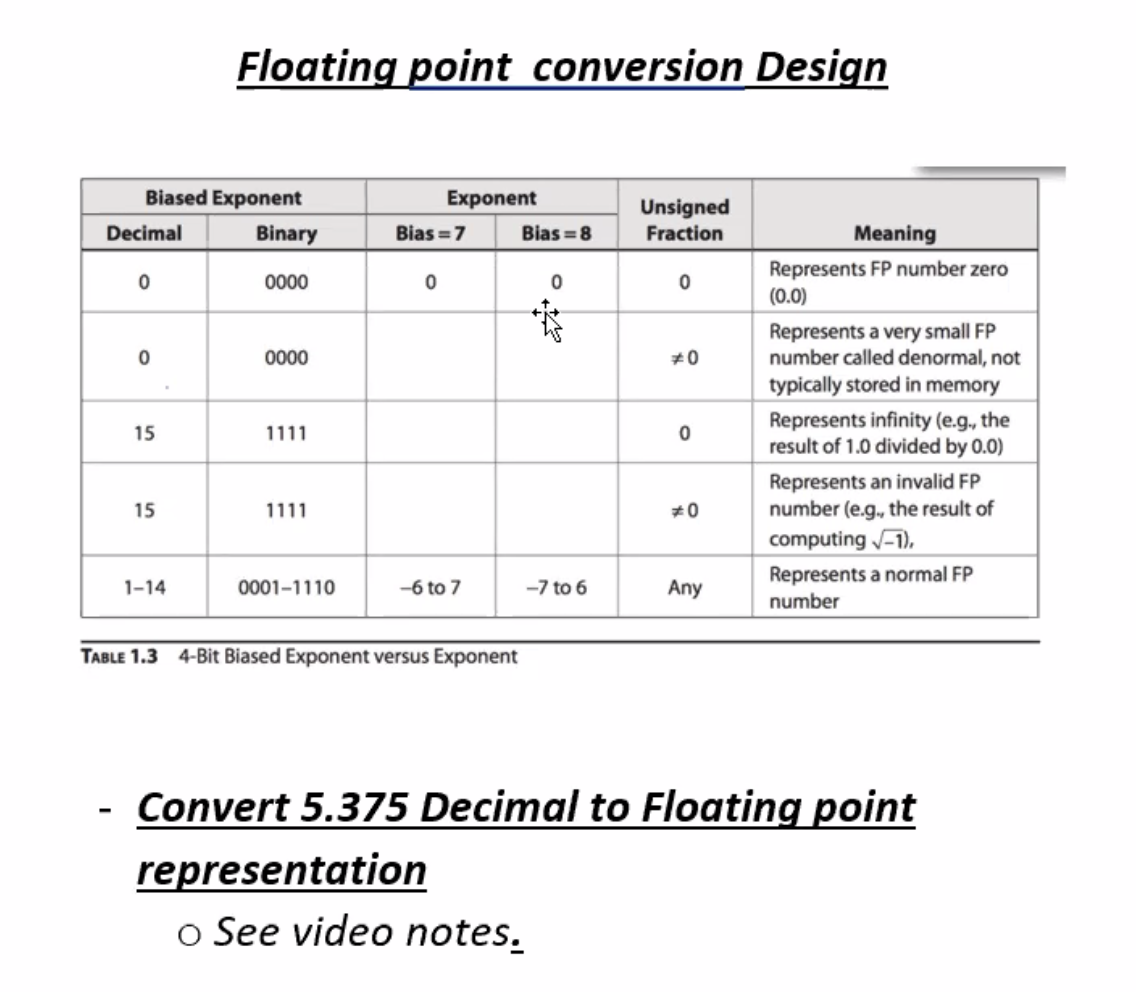 Floating point conversion Design
Biased Exponent Exponent Unsigned Fraction Meaning
Decimal Binary Bias = 7 Bias = 8
0 0000 0 0 0 Represents FP number zero
(0.0)
0 0000 ≠0 Represents a very small FP
number called denormal, not
typically stored in memory
15 1111 0 Represents infinity (e.g., the
result of 1.0 divided by 0.0)
15 1111 ≠0 Represents an invalid FP
number (e.g., the result of
computing √−1),
1–14 0001–1110 –6 to 7 –7 to 6 Any Represents a normal FP
number
TABLE 1.3 4-Bit Biased Exponent versus Exponent
- Convert 5.375 Decimal to Floating point
representation
o See video notes.